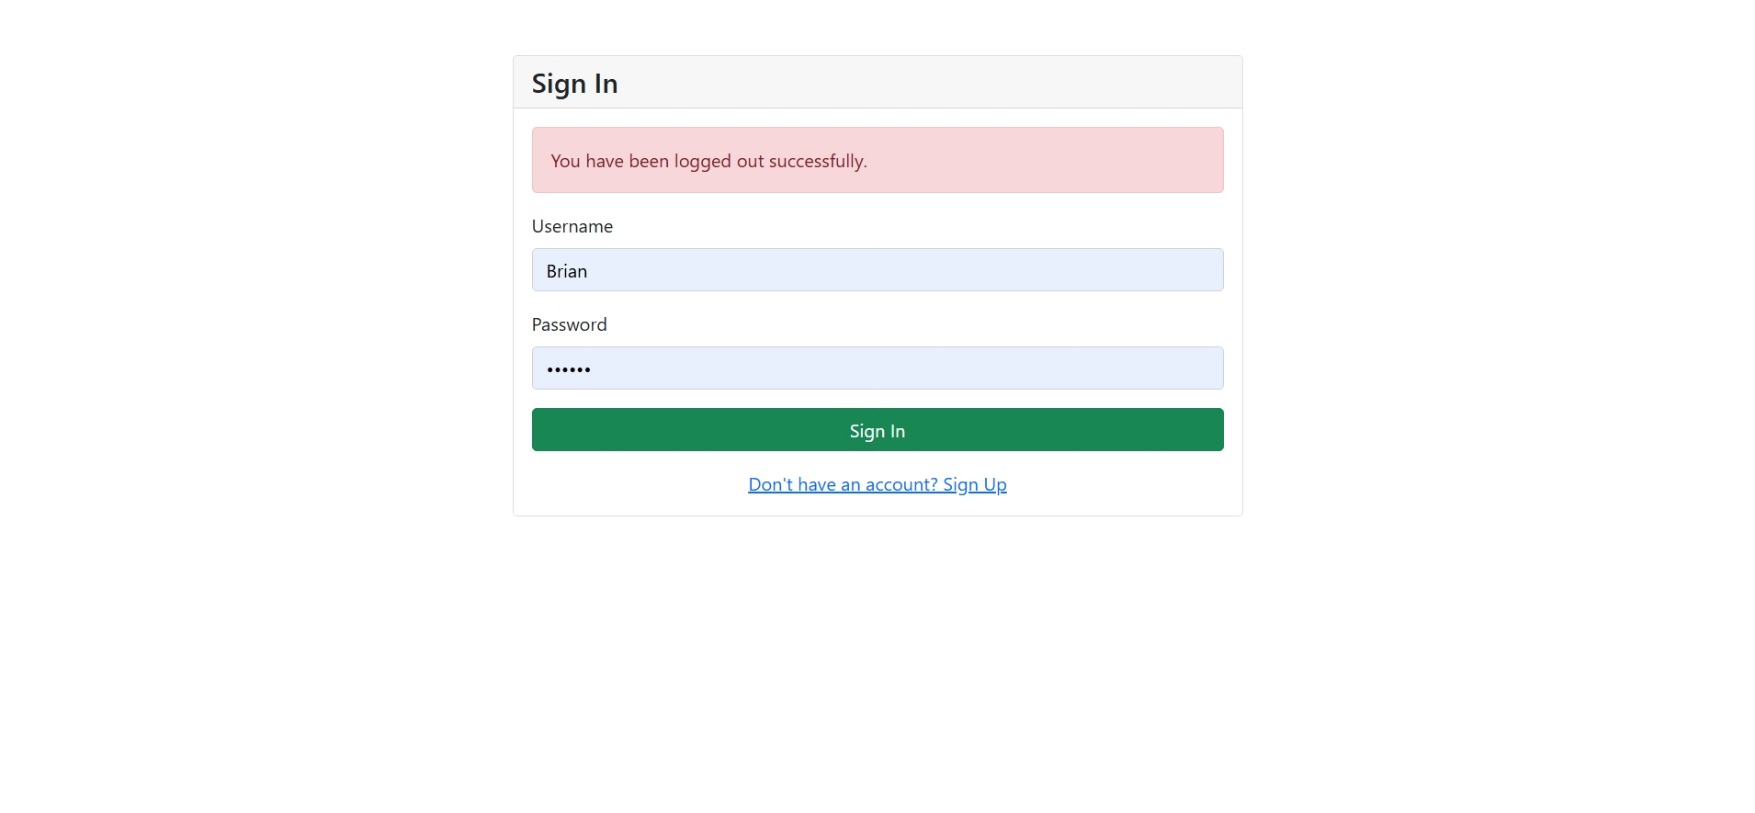 Sign In
You have been logged out successfully.
Username
Brian
Password
••••••
Sign In
Don't have an account? Sign Up